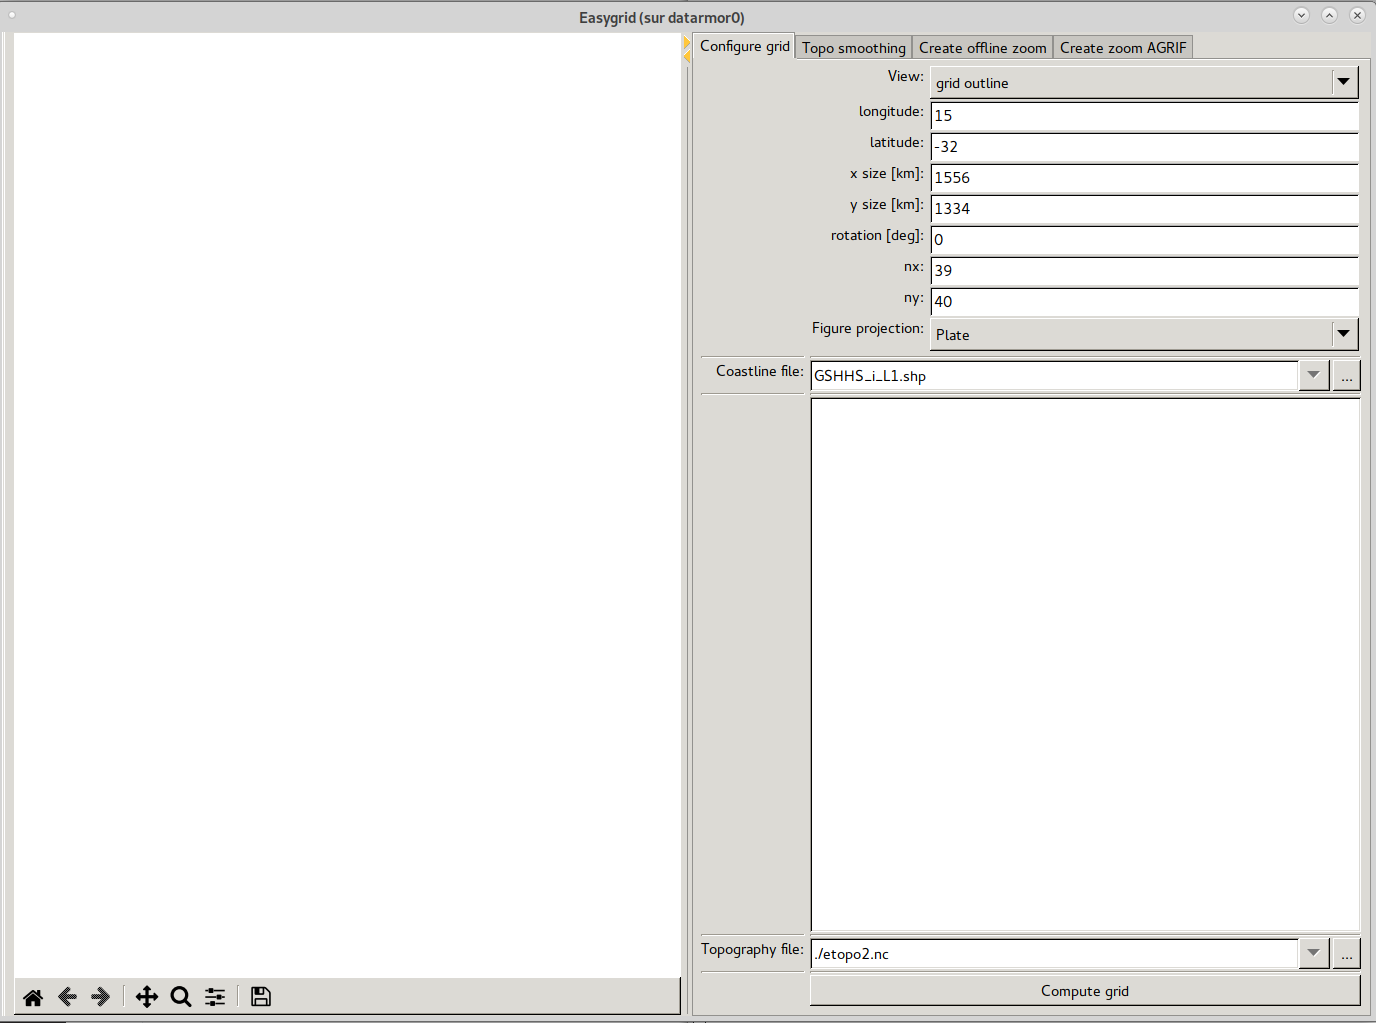 Easygrid (sur datarmor0)
Configure grid Topo smoothing Create offline zoom Create zoom AGRIF
View: grid outline
longitude: 15
latitude: -32
x size [km]: 1556
y size [km]: 1334
rotation [deg]: 0
nx: 39
ny: 40
Figure projection: Plate
Coastline file: GSHHS_i_L1.shp ...
Topography file: ./etopo2.nc ...
Compute grid